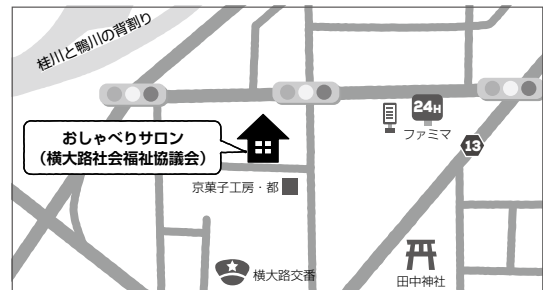 桂川と鴨川の背割り
24H
ファミマ
13
おしゃべりサロン
（横大路社会福祉協議会）
京菓子工房・都
横大路交番
田中神社